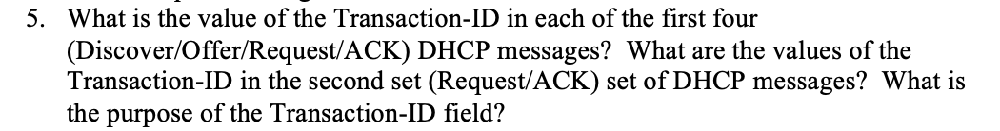 5. What is the value of the Transaction-ID in each of the first four
(Discover/Offer/Request/ACK) DHCP messages? What are the values of the
Transaction-ID in the second set (Request/ACK) set of DHCP messages? What is
the purpose of the Transaction-ID field?